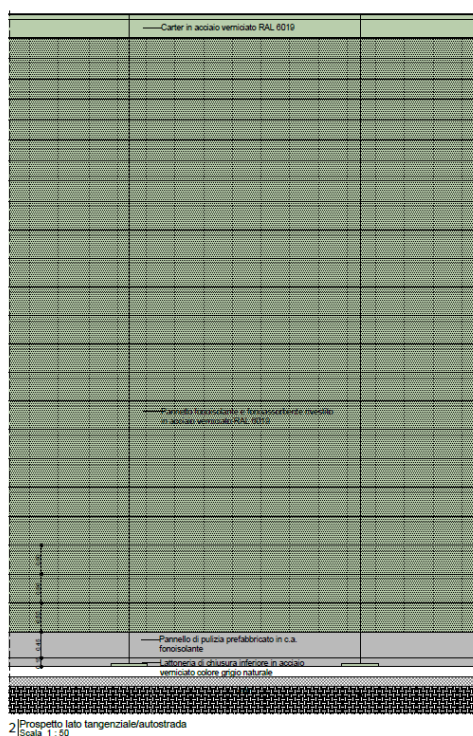 Carter in acciaio verniciato RAL 6019
Pannello fonoisolante e fonoassorbente rivestito
in acciaio verniciato RAL 6019
Pannello di pulizia prefabbricato in c.a.
fonoisolante
Lattoneria di chiusura inferiore in acciaio
verniciato colore grigio naturale
2 Prospetto lato tangenziale/autostrada
Scala 1 : 50